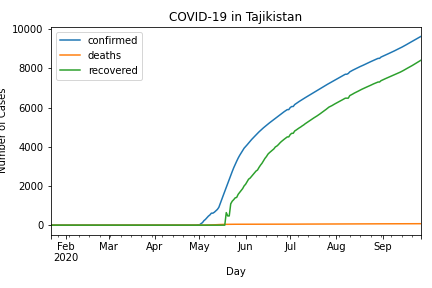 COVID-19 in Tajikistan
confirmed
deaths
recovered
Number of Cases
10000
8000
6000
4000
2000
0
Feb Mar Apr May Jun Jul Aug Sep
2020
Day